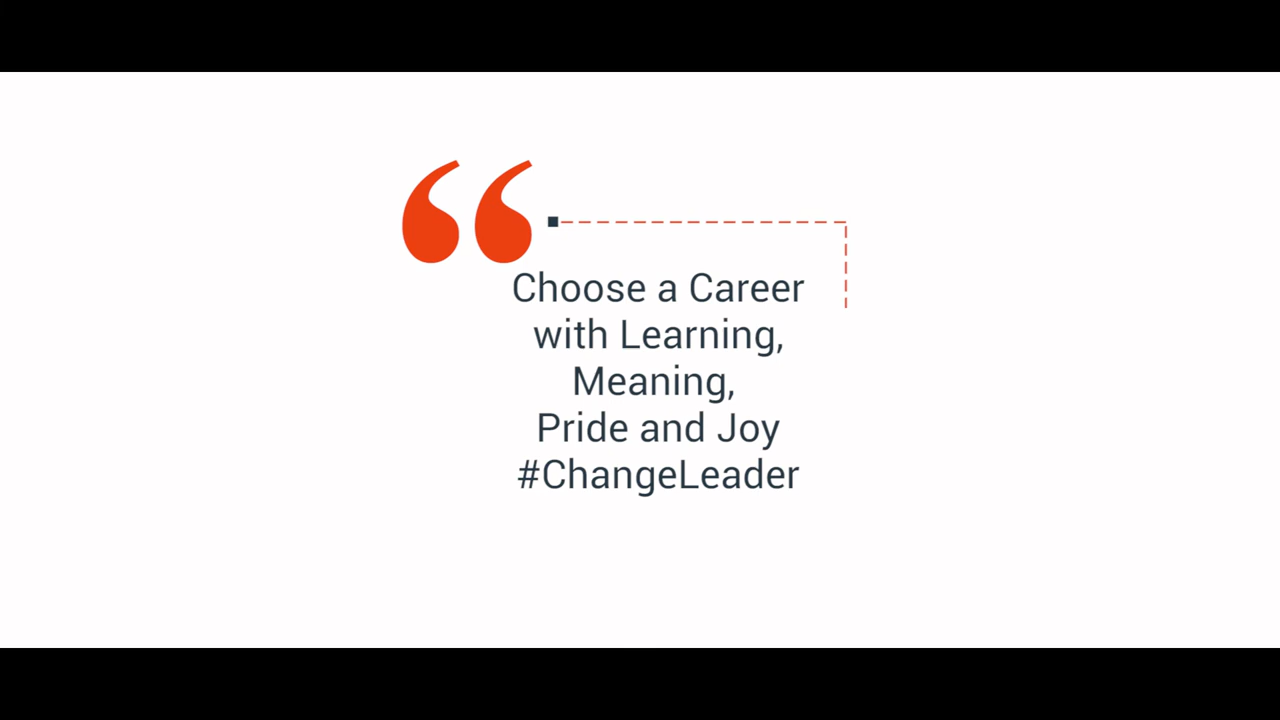 Choose a Career
with Learning,
Meaning,
Pride and Joy
#ChangeLeader